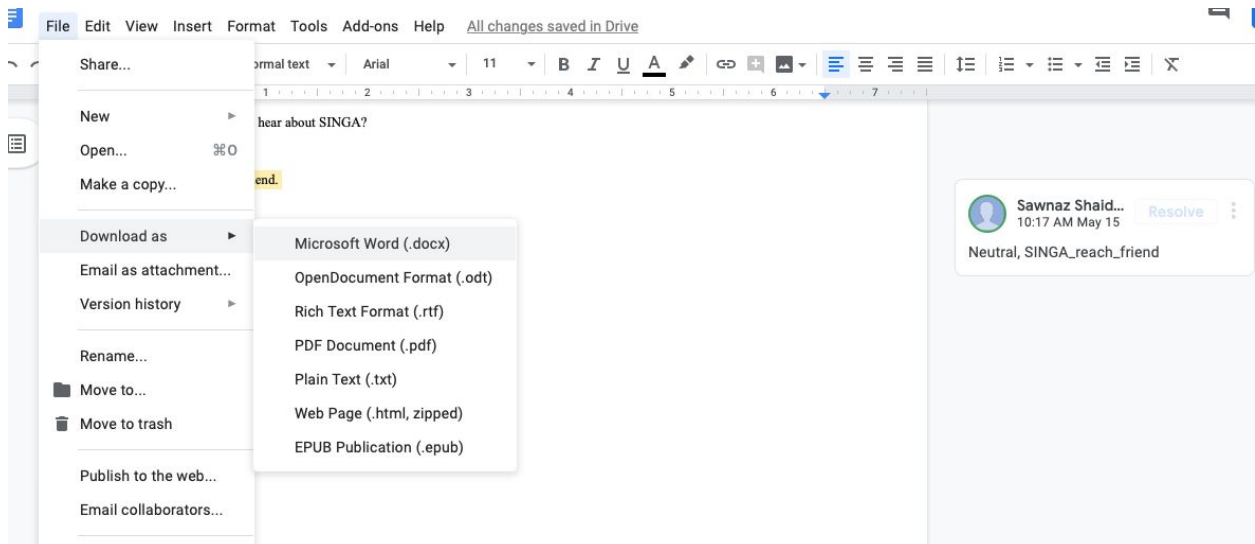 File Edit View Insert Format Tools Add-ons Help All changes saved in Drive
Share... ormal text Arial 11 B I U A
1 2 3 4 5 6 7
New
hear about SINGA?
Open... ⌘O
Make a copy...
end.
Sawnaz Shaid... Resolve
10:17 AM May 15
Neutral, SINGA_reach_friend
Download as
Microsoft Word (.docx)
Email as attachment...
OpenDocument Format (.odt)
Version history
Rich Text Format (.rtf)
PDF Document (.pdf)
Rename...
Plain Text (.txt)
Move to...
Web Page (.html, zipped)
Move to trash
EPUB Publication (.epub)
Publish to the web...
Email collaborators...